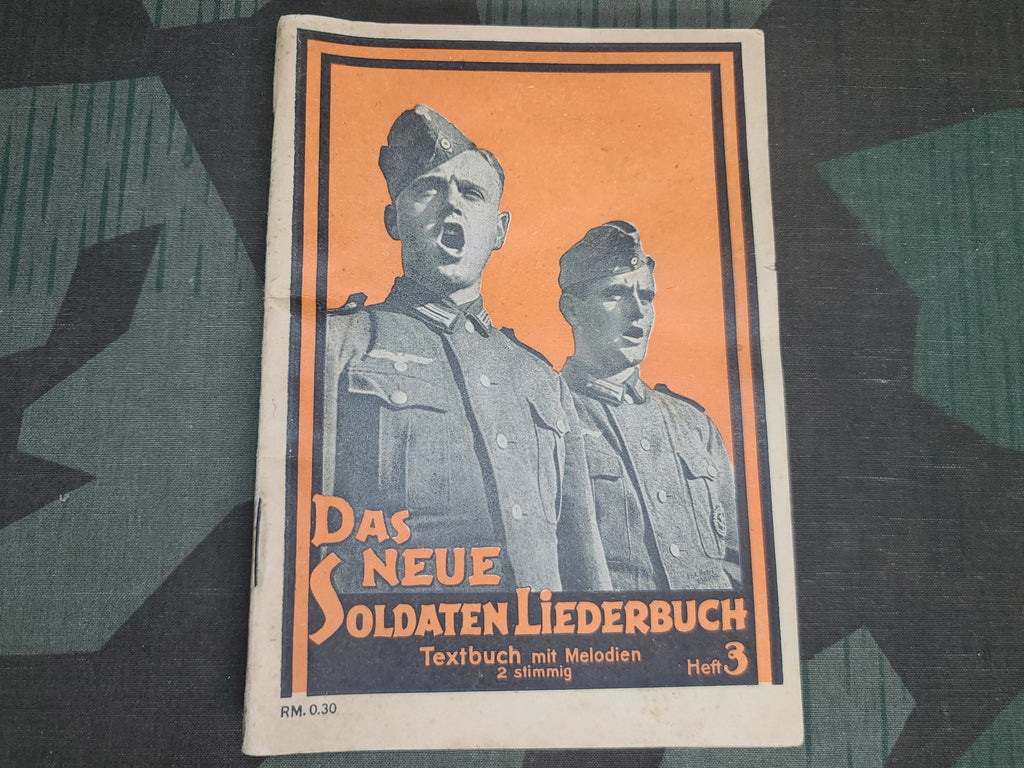 DAS
NEUE
SOLDATEN LiEDERBUCH
Textbuch mit Melodien
2 stimmig
Heft 3
RM. 0.30